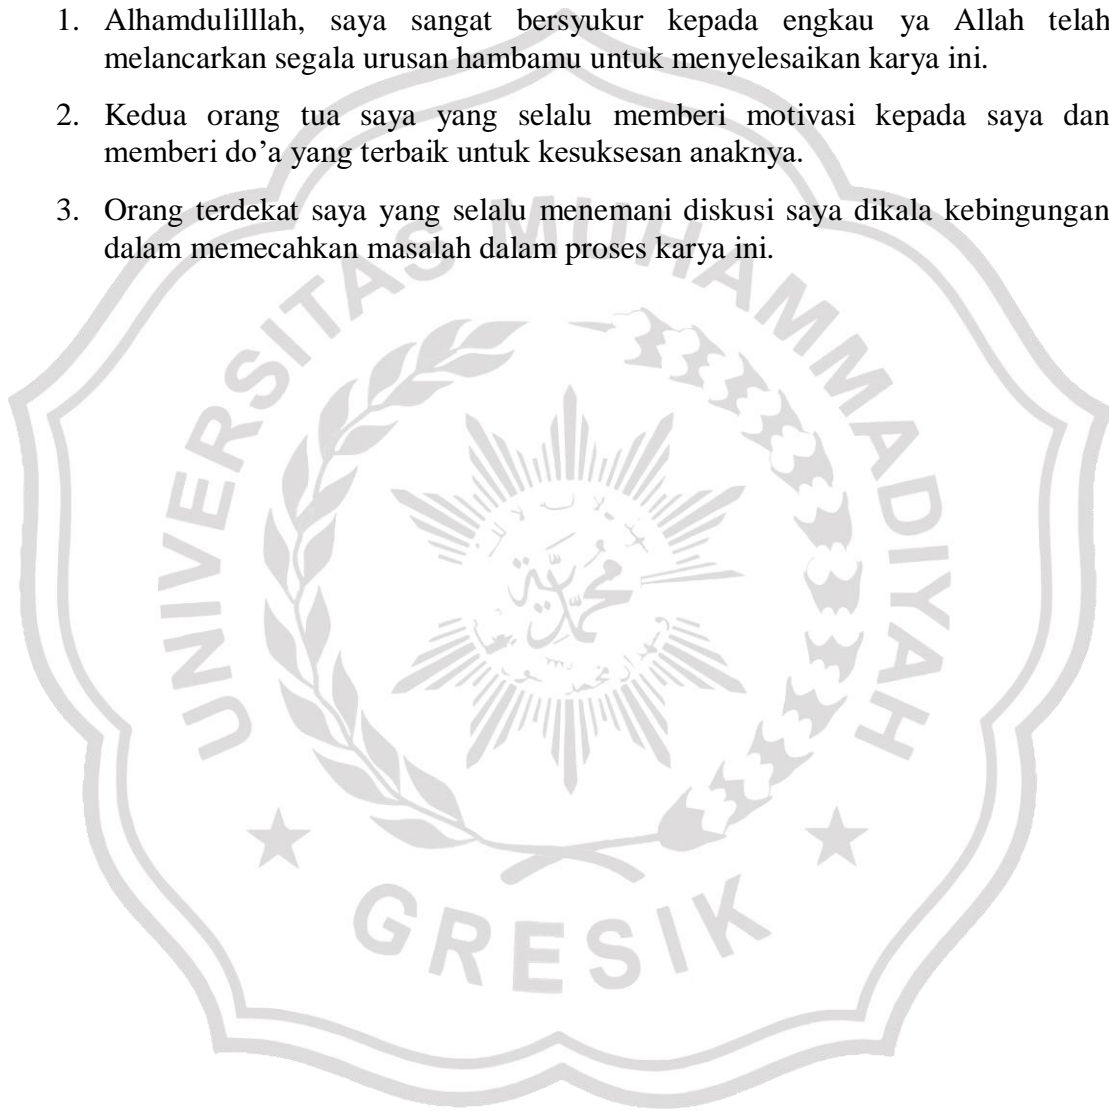 1. Alhamdulilllah, saya sangat bersyukur kepada engkau ya Allah telah
melancarkan segala urusan hambamu untuk menyelesaikan karya ini.
2. Kedua orang tua saya yang selalu memberi motivasi kepada saya dan
memberi do’a yang terbaik untuk kesuksesan anaknya.
3. Orang terdekat saya yang selalu menemani diskusi saya dikala kebingungan
dalam memecahkan masalah dalam proses karya ini.
UNIVERSITAS MUHAMMADIYAH
محمدية
GRESIK